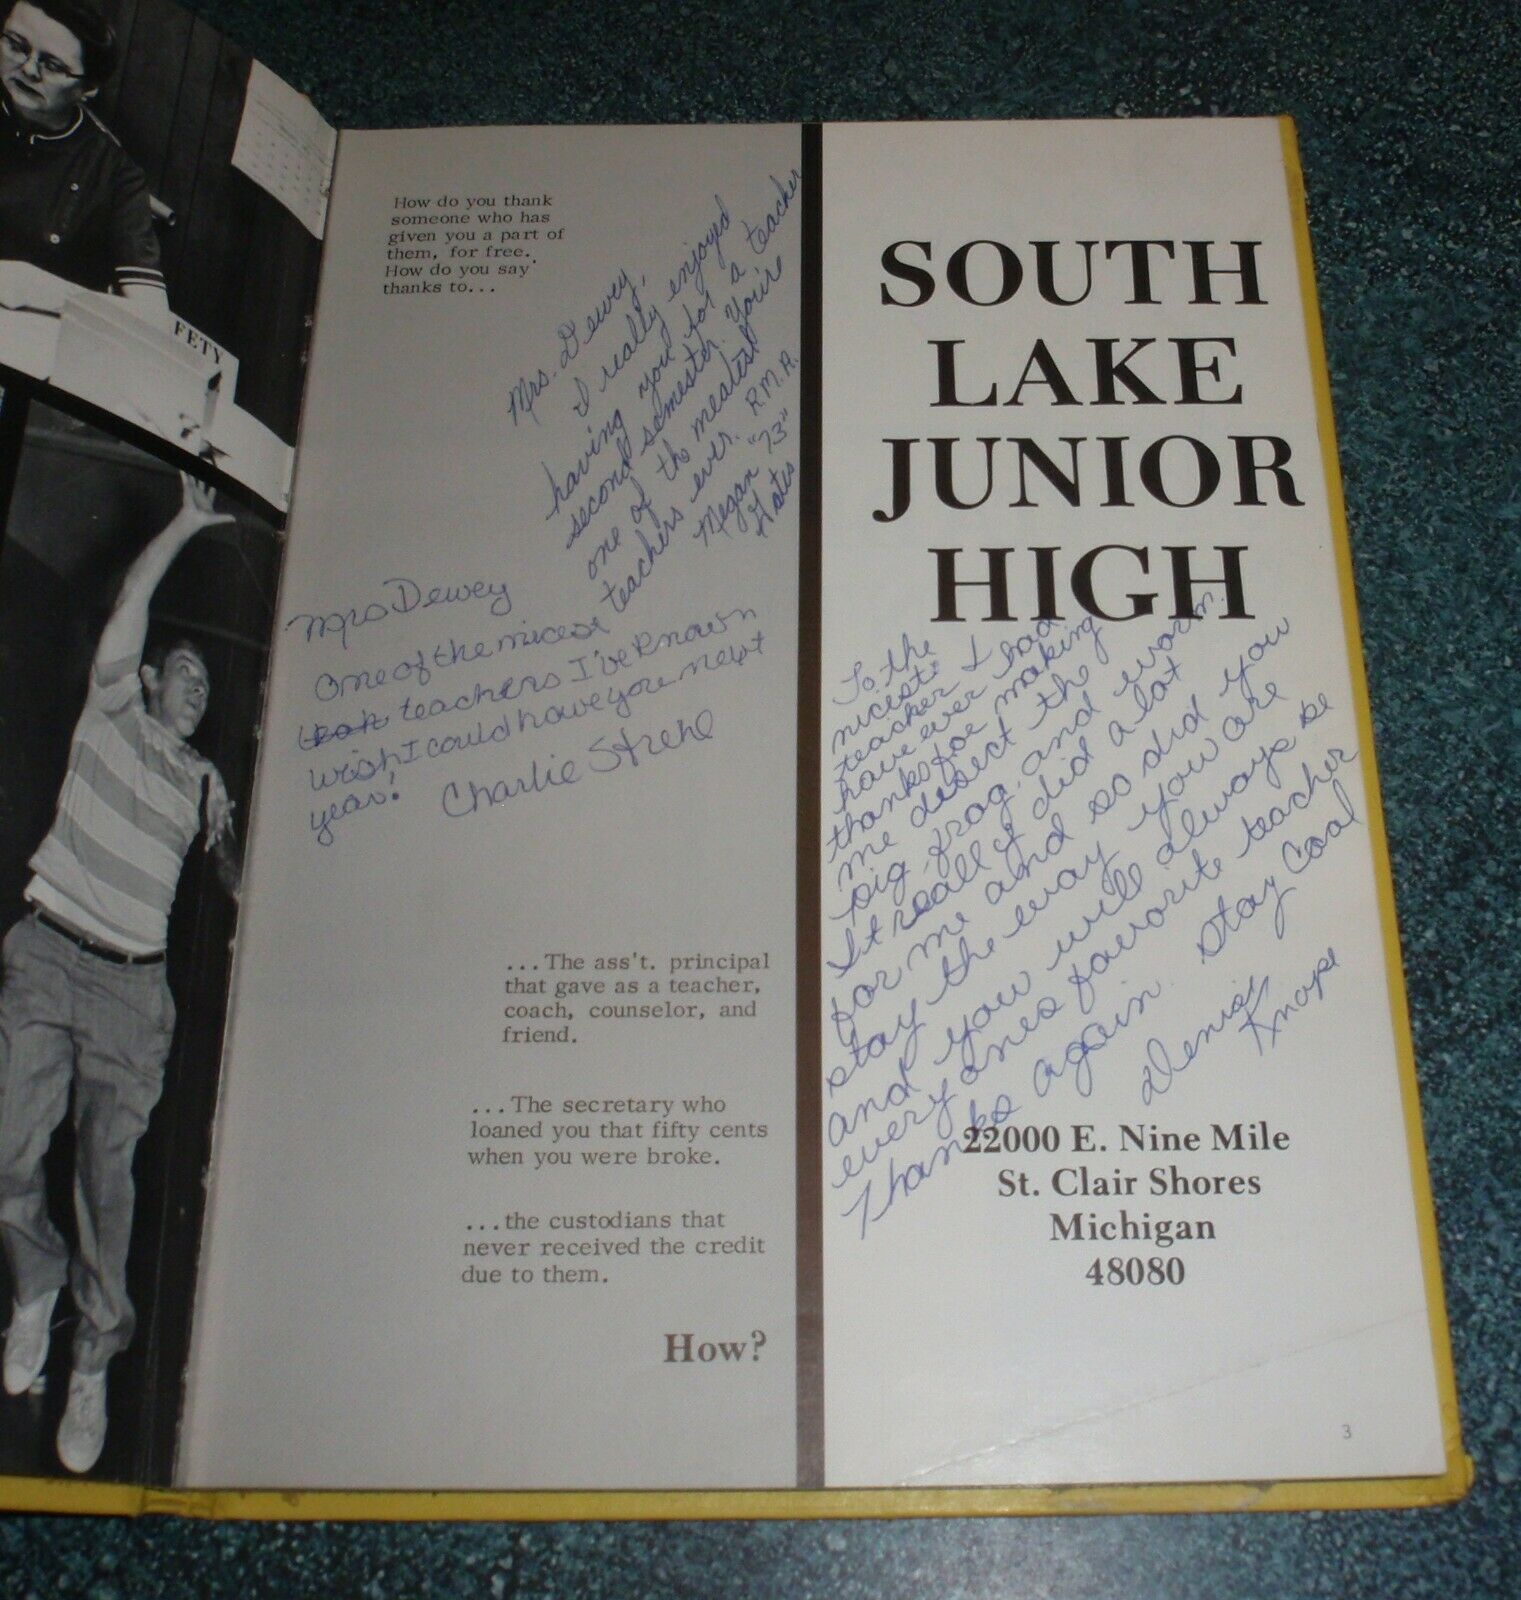 FETY
How do you thank
someone who has
given you a part of
them, for free.
How do you say
thanks to...
Mrs. Dewey,
I really enjoyed
having you for a teacher
second semester. You're
one of the neatest
teachers ever. R.M.A.
Megan "73"
Gates
Mrs Dewey
One of the nicest
teachers I've known
wish I could have you next
year!
Charlie Strehl
...The ass't. principal
that gave as a teacher,
coach, counselor, and
friend.
...The secretary who
loaned you that fifty cents
when you were broke.
...the custodians that
never received the credit
due to them.
How?
SOUTH
LAKE
JUNIOR
HIGH
To the
nicest
teacher I had
have ever had
thanks for making
me disect the
pig, frog, and worm.
It really did a lot
for me and so did you
stay the way you are
and you will always be
everyones favorite teacher
Thanks again stay Cool
Denise
Knope
22000 E. Nine Mile
St. Clair Shores
Michigan
48080
3